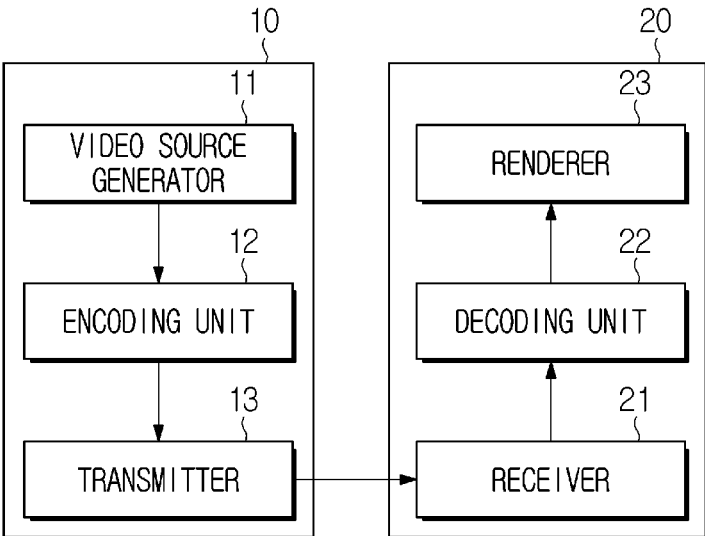 10
11
VIDEO SOURCE
GENERATOR
12
ENCODING UNIT
13
TRANSMITTER
20
23
RENDERER
22
DECODING UNIT
21
RECEIVER